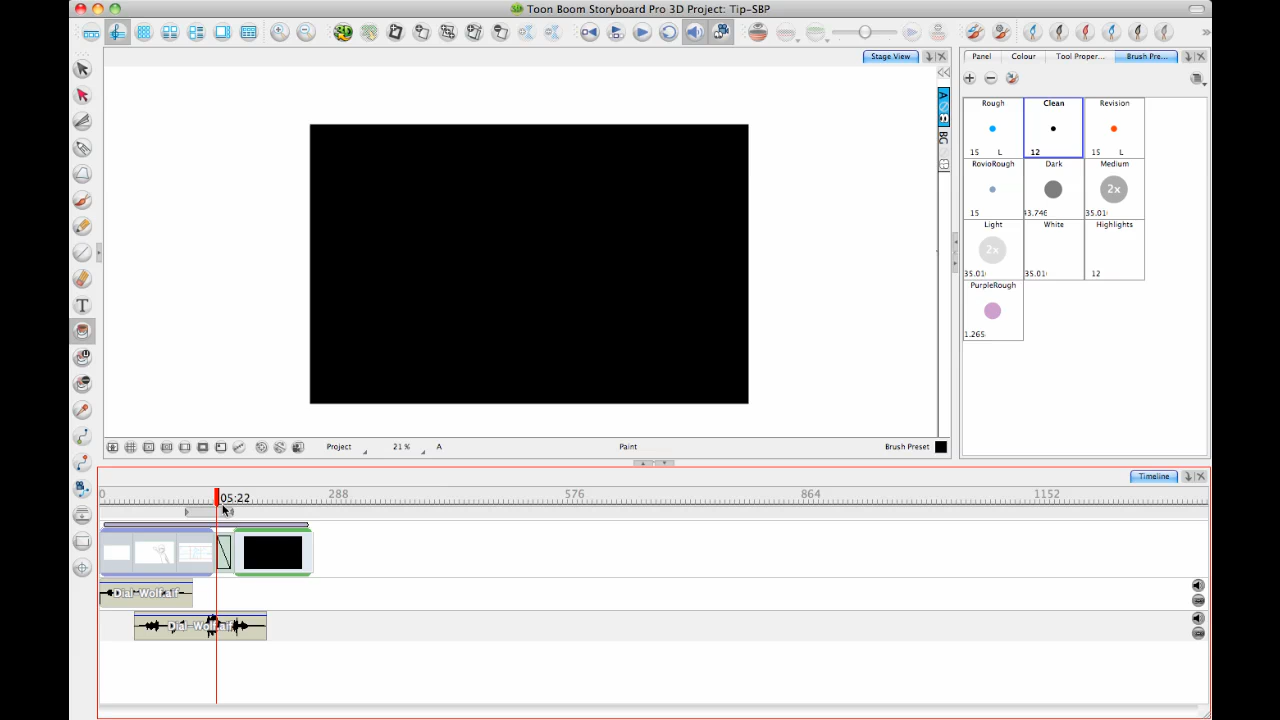 Toon Boom Storyboard Pro 3D Project: Tip-SBP
Stage View
Panel Colour Tool Proper... Brush Pre...
A
BG
Rough Clean Revision
15 L 12 15 L
RovioRough Dark Medium
2x
15 43.746 35.01
Light White Highlights
2x
35.01 35.01 12
PurpleRough
1.265
T
Project 21 % A Paint Brush Preset
Timeline
0 05:22 288 576 864 1152
Dial-Wolf.aif
Dial-Wolf.aif